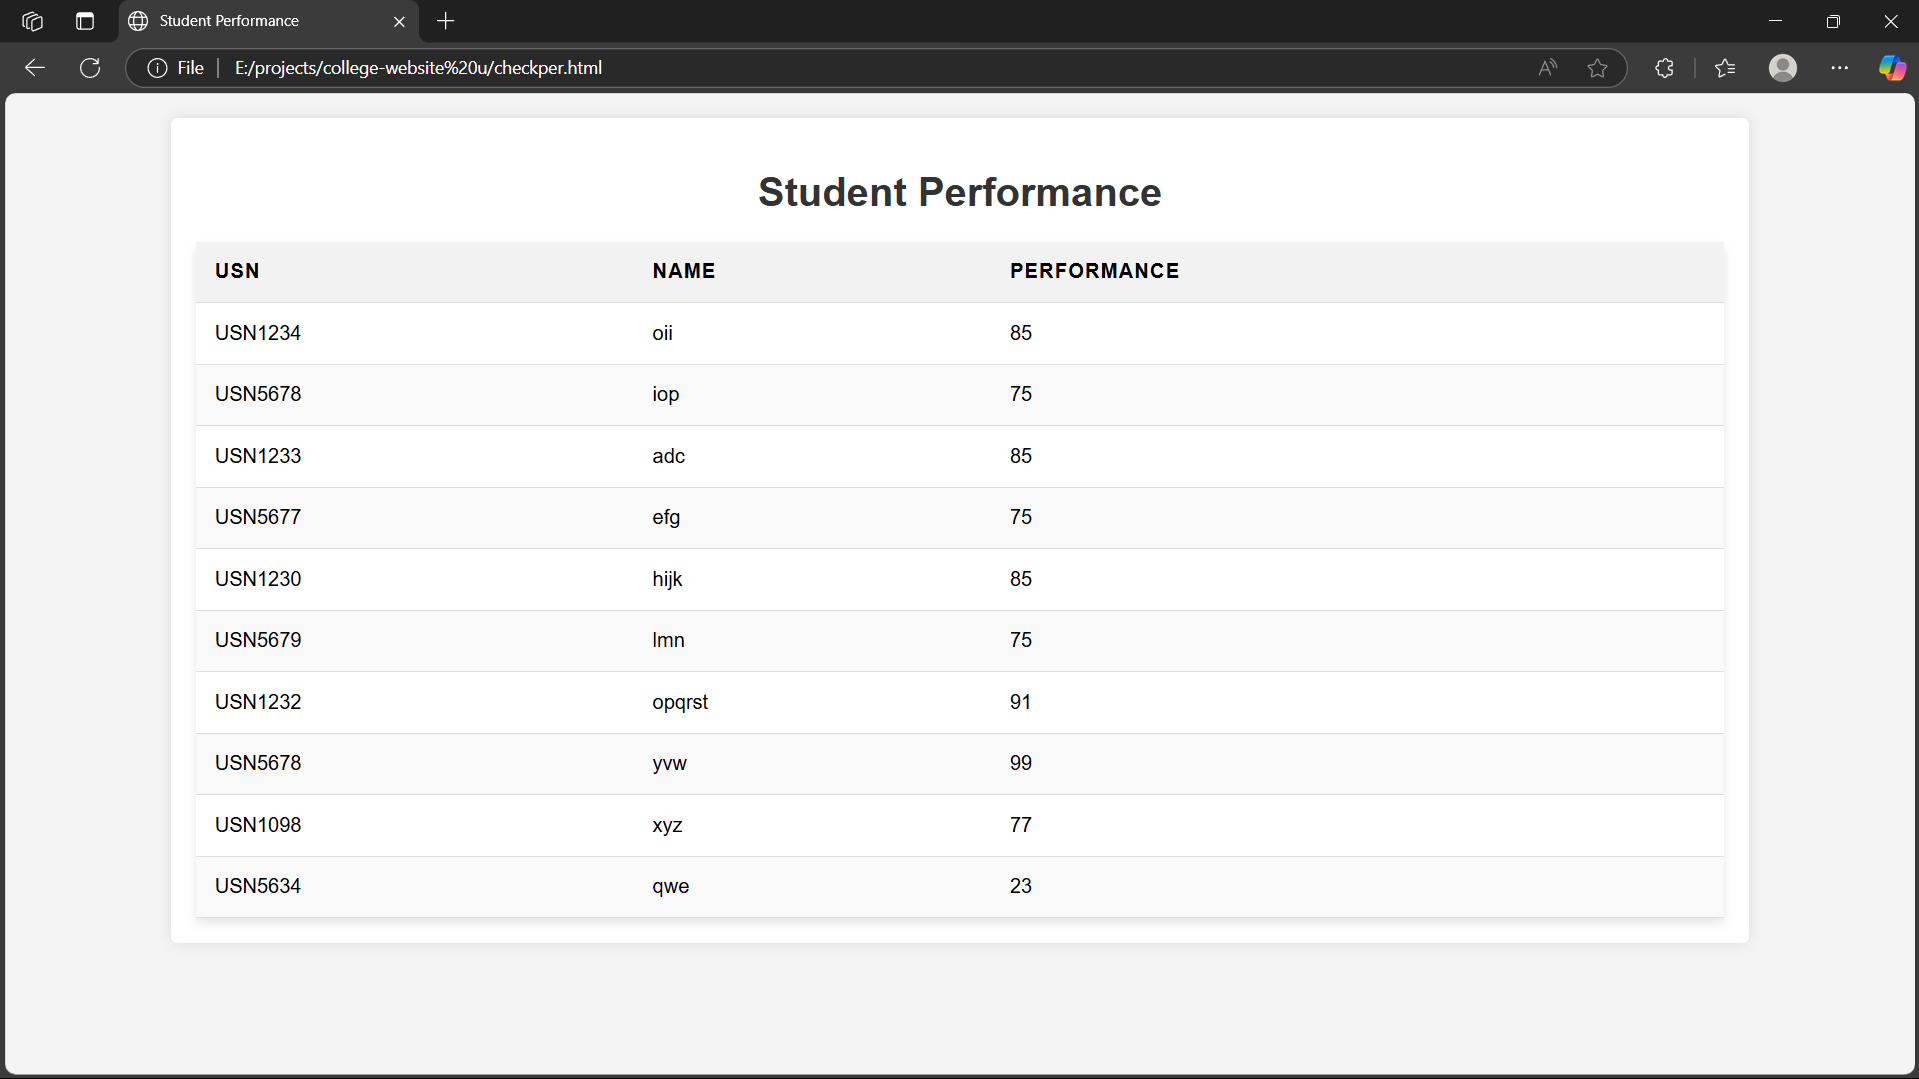 Student Performance
File
E:/projects/college-website%20u/checkper.html
Student Performance
USN NAME PERFORMANCE
USN1234 oii 85
USN5678 iop 75
USN1233 adc 85
USN5677 efg 75
USN1230 hijk 85
USN5679 lmn 75
USN1232 opqrst 91
USN5678 yvw 99
USN1098 xyz 77
USN5634 qwe 23